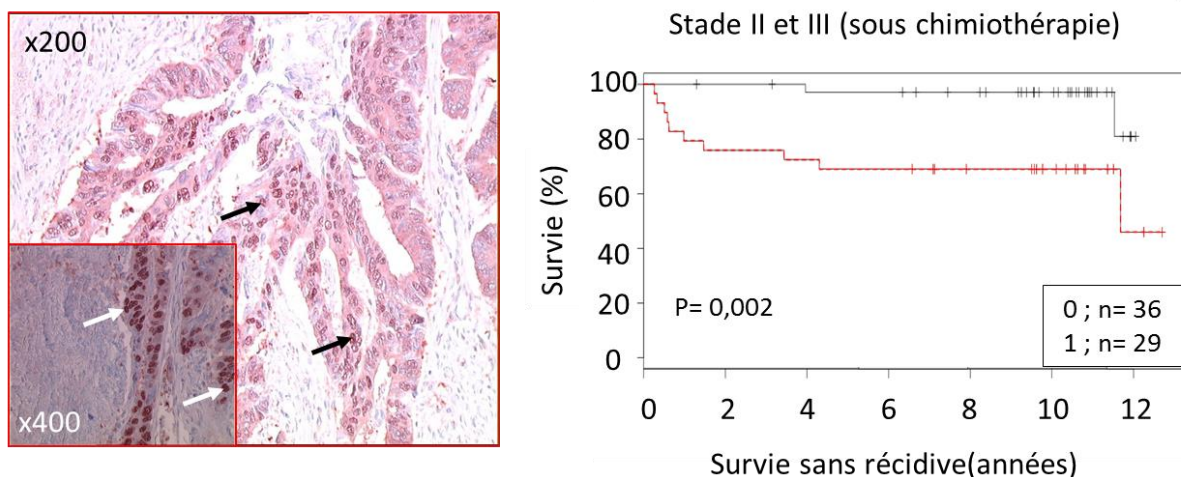 x200
x400
Stade II et III (sous chimiothérapie)
Survie (%)
100
80
60
40
20
0
P= 0,002
0 ; n= 36
1 ; n= 29
0 2 4 6 8 10 12
Survie sans récidive(années)